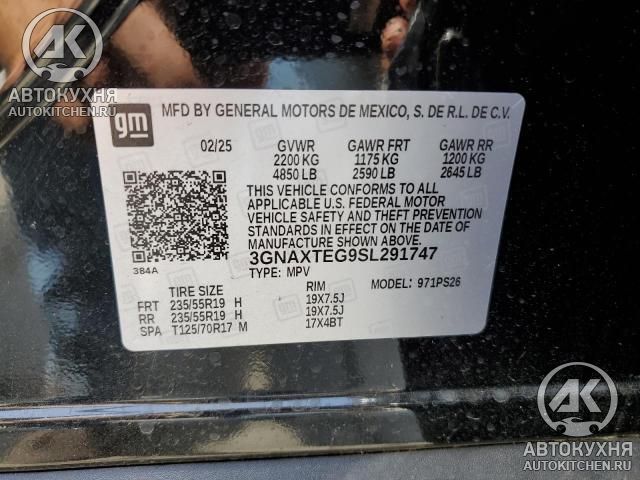 AK
АВТОКУХНЯ
AUTOKITCHEN.RU
gm
MFD BY GENERAL MOTORS DE MEXICO, S. DE R.L. DE C.V.
02/25 GVWR GAWR FRT GAWR RR
2200 KG 1175 KG 1200 KG
4850 LB 2590 LB 2645 LB
THIS VEHICLE CONFORMS TO ALL
APPLICABLE U.S. FEDERAL MOTOR
VEHICLE SAFETY AND THEFT PREVENTION
STANDARDS IN EFFECT ON THE DATE OF
MANUFACTURE SHOWN ABOVE.
384A
3GNAXTEG9SL291747
TYPE: MPV MODEL: 971PS26
TIRE SIZE RIM
FRT 235/55R19 H 19X7.5J
RR 235/55R19 H 19X7.5J
SPA T125/70R17 M 17X4BT
AK
АВТОКУХНЯ
AUTOKITCHEN.RU